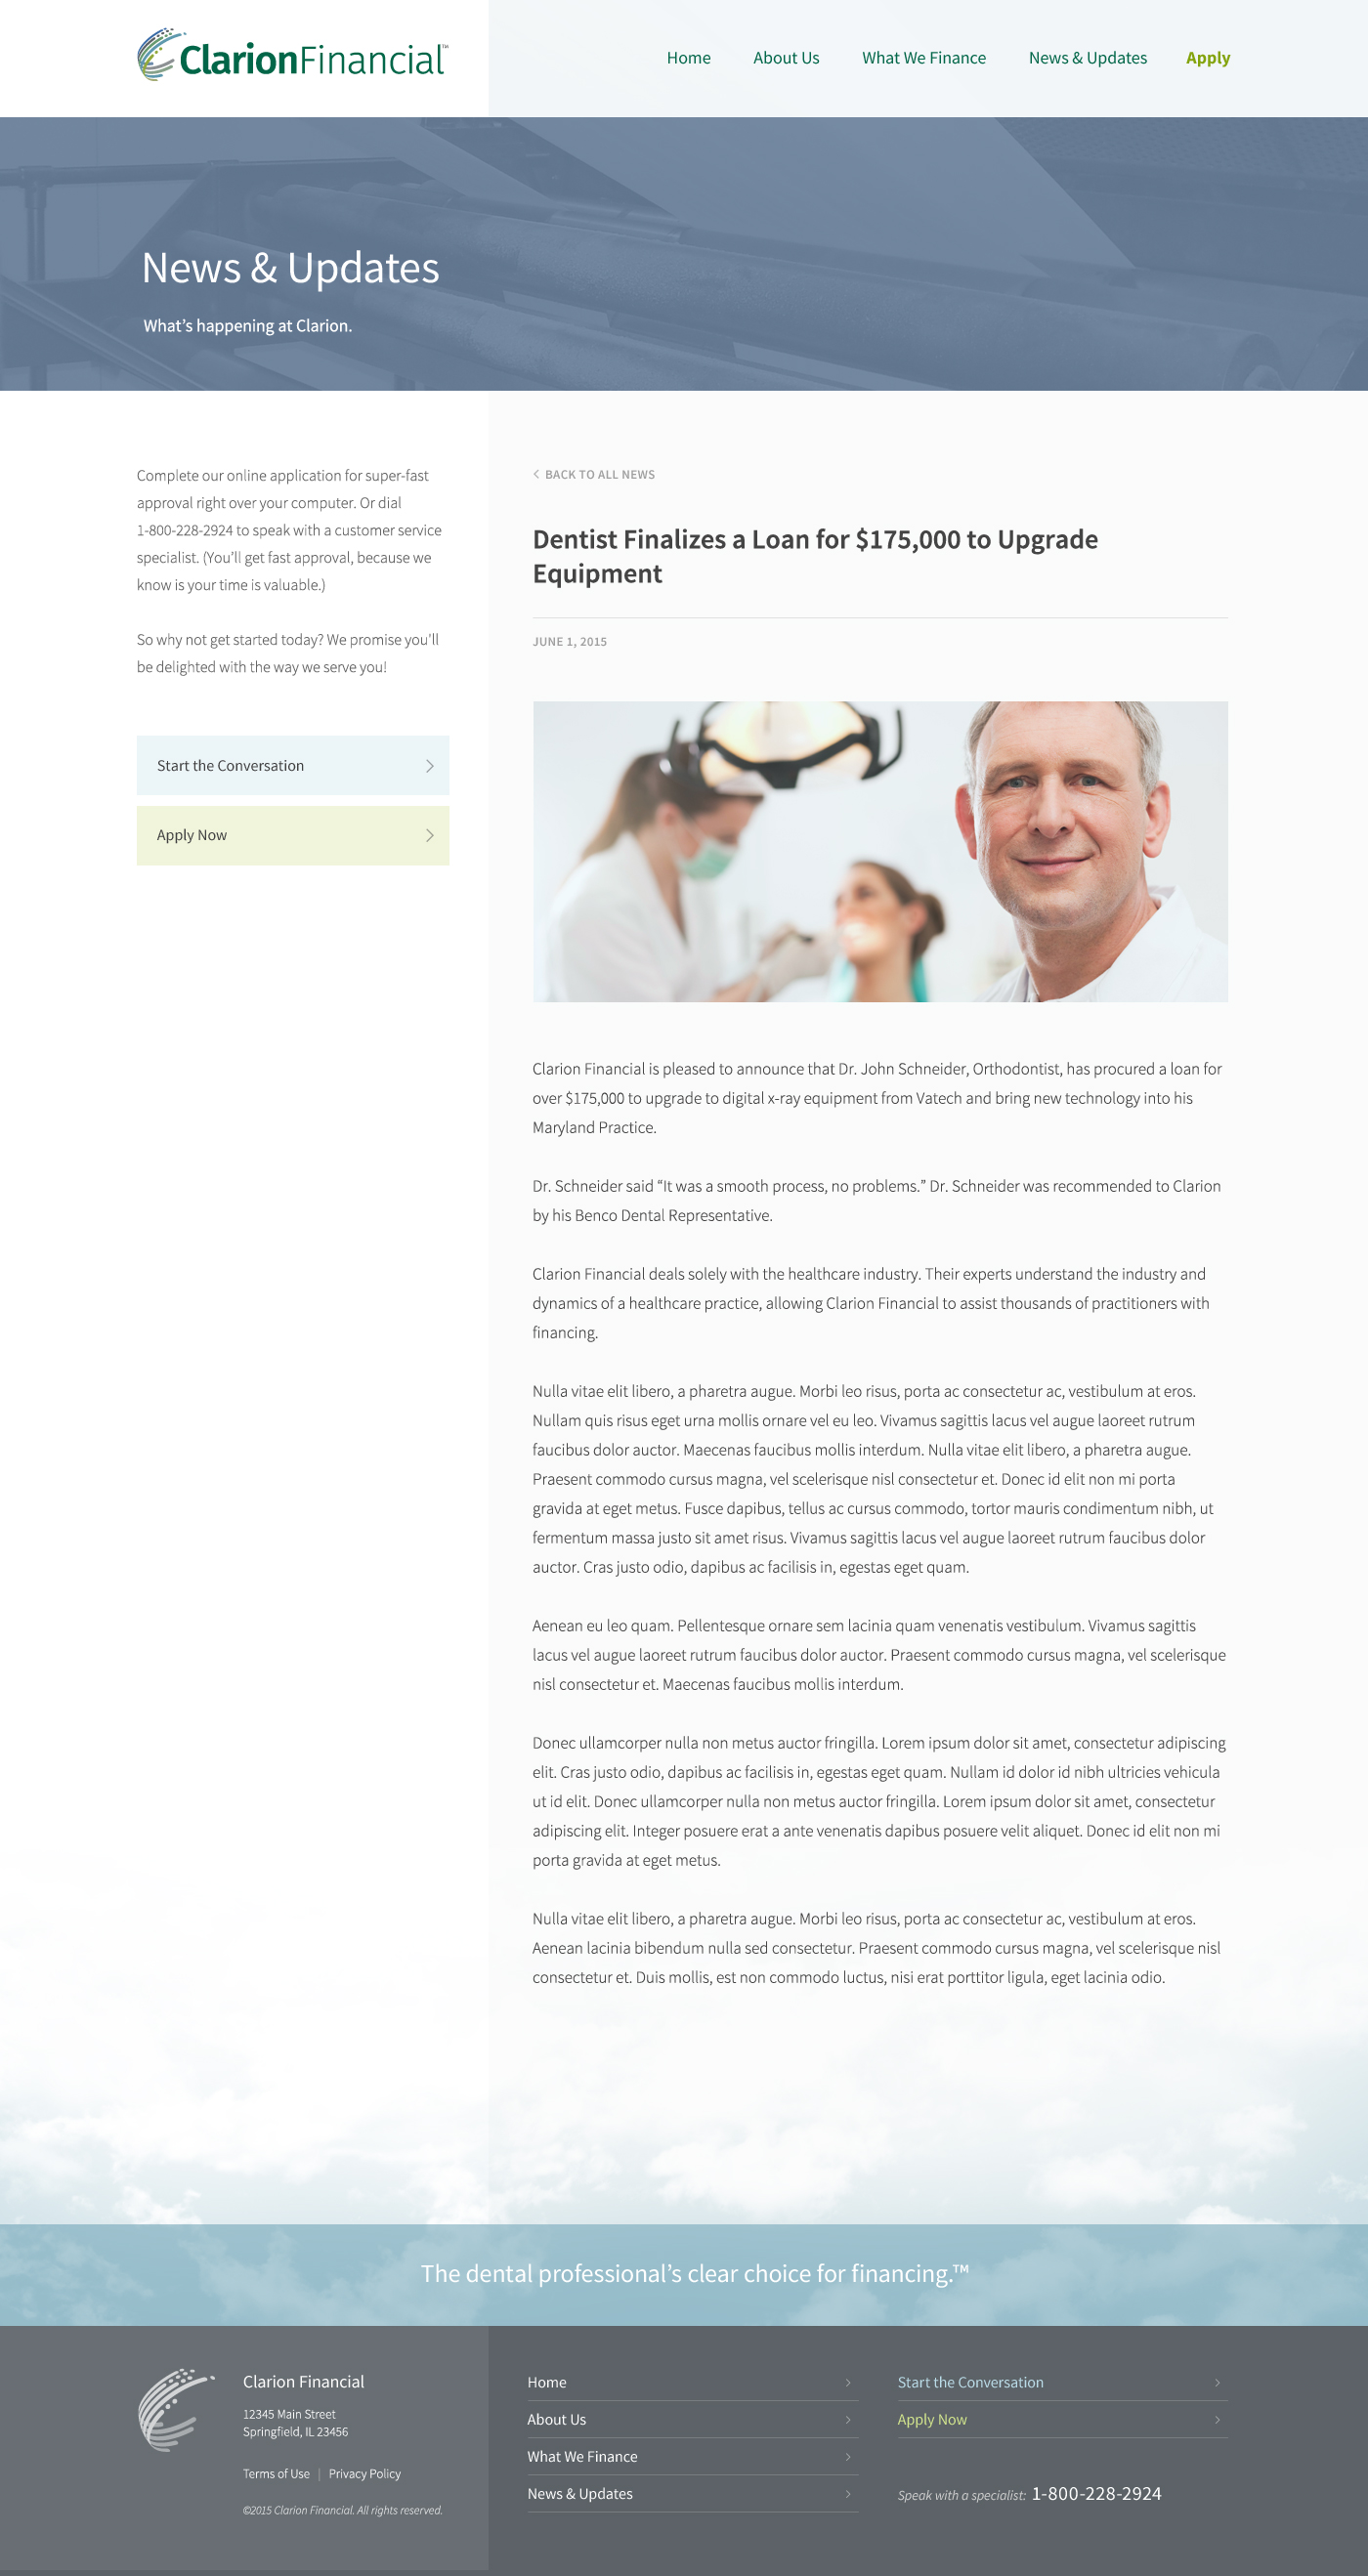 ClarionFinancial™
Home About Us What We Finance News & Updates Apply
News & Updates
What’s happening at Clarion.
Complete our online application for super-fast
approval right over your computer. Or dial
1-800-228-2924 to speak with a customer service
specialist. (You’ll get fast approval, because we
know is your time is valuable.)
So why not get started today? We promise you'll
be delighted with the way we serve you!
Start the Conversation
Apply Now
BACK TO ALL NEWS
Dentist Finalizes a Loan for $175,000 to Upgrade
Equipment
JUNE 1, 2015
Clarion Financial is pleased to announce that Dr. John Schneider, Orthodontist, has procured a loan for
over $175,000 to upgrade to digital x-ray equipment from Vatech and bring new technology into his
Maryland Practice.
Dr. Schneider said “It was a smooth process, no problems.” Dr. Schneider was recommended to Clarion
by his Benco Dental Representative.
Clarion Financial deals solely with the healthcare industry. Their experts understand the industry and
dynamics of a healthcare practice, allowing Clarion Financial to assist thousands of practitioners with
financing.
Nulla vitae elit libero, a pharetra augue. Morbi leo risus, porta ac consectetur ac, vestibulum at eros.
Nullam quis risus eget urna mollis ornare vel eu leo. Vivamus sagittis lacus vel augue laoreet rutrum
faucibus dolor auctor. Maecenas faucibus mollis interdum. Nulla vitae elit libero, a pharetra augue.
Praesent commodo cursus magna, vel scelerisque nisl consectetur et. Donec id elit non mi porta
gravida at eget metus. Fusce dapibus, tellus ac cursus commodo, tortor mauris condimentum nibh, ut
fermentum massa justo sit amet risus. Vivamus sagittis lacus vel augue laoreet rutrum faucibus dolor
auctor. Cras justo odio, dapibus ac facilisis in, egestas eget quam.
Aenean eu leo quam. Pellentesque ornare sem lacinia quam venenatis vestibulum. Vivamus sagittis
lacus vel augue laoreet rutrum faucibus dolor auctor. Praesent commodo cursus magna, vel scelerisque
nisl consectetur et. Maecenas faucibus mollis interdum.
Donec ullamcorper nulla non metus auctor fringilla. Lorem ipsum dolor sit amet, consectetur adipiscing
elit. Cras justo odio, dapibus ac facilisis in, egestas eget quam. Nullam id dolor id nibh ultricies vehicula
ut id elit. Donec ullamcorper nulla non metus auctor fringilla. Lorem ipsum dolor sit amet, consectetur
adipiscing elit. Integer posuere erat a ante venenatis dapibus posuere velit aliquet. Donec id elit non mi
porta gravida at eget metus.
Nulla vitae elit libero, a pharetra augue. Morbi leo risus, porta ac consectetur ac, vestibulum at eros.
Aenean lacinia bibendum nulla sed consectetur. Praesent commodo cursus magna, vel scelerisque nisl
consectetur et. Duis mollis, est non commodo luctus, nisi erat porttitor ligula, eget lacinia odio.
The dental professional’s clear choice for financing.™
Clarion Financial
12345 Main Street
Springfield, IL 23456
Terms of Use | Privacy Policy
©2015 Clarion Financial. All rights reserved.
Home
About Us
What We Finance
News & Updates
Start the Conversation
Apply Now
Speak with a specialist: 1-800-228-2924